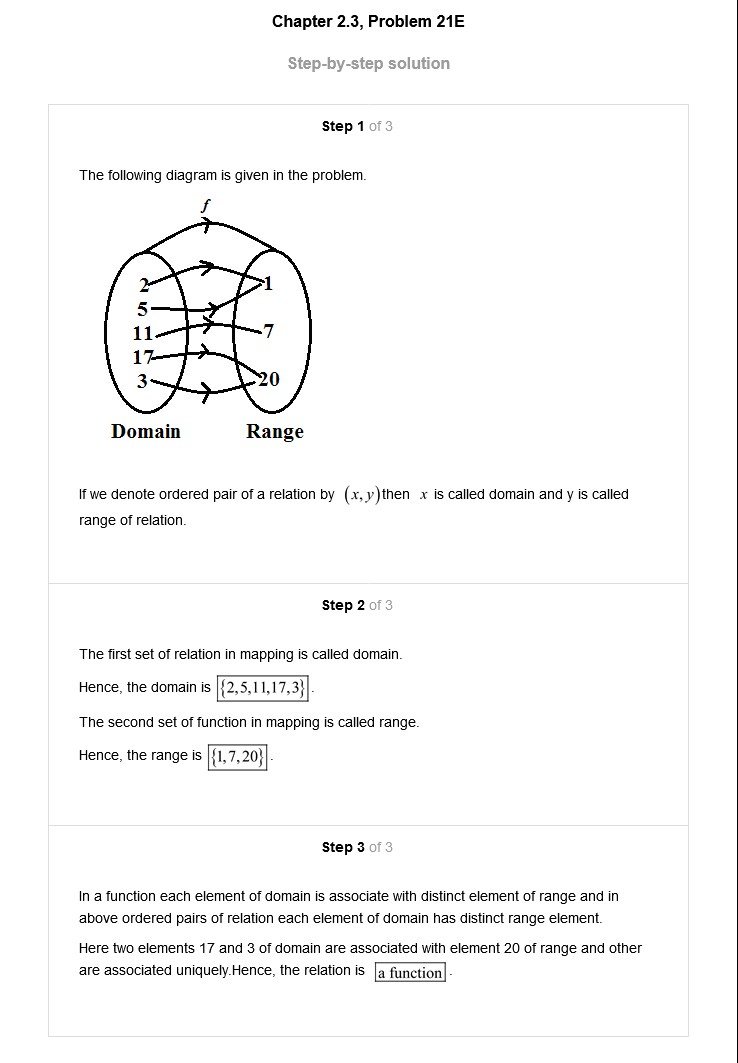 Chapter 2.3, Problem 21E
Step-by-step solution
Step 1 of 3
The following diagram is given in the problem.
f
2
1
5
11
7
17
3
20
Domain Range
If we denote ordered pair of a relation by (x, y)then x is called domain and y is called
range of relation.
Step 2 of 3
The first set of relation in mapping is called domain.
Hence, the domain is {2,5,11,17,3}.
The second set of function in mapping is called range.
Hence, the range is {1,7,20}.
Step 3 of 3
In a function each element of domain is associate with distinct element of range and in
above ordered pairs of relation each element of domain has distinct range element.
Here two elements 17 and 3 of domain are associated with element 20 of range and other
are associated uniquely.Hence, the relation is a function.